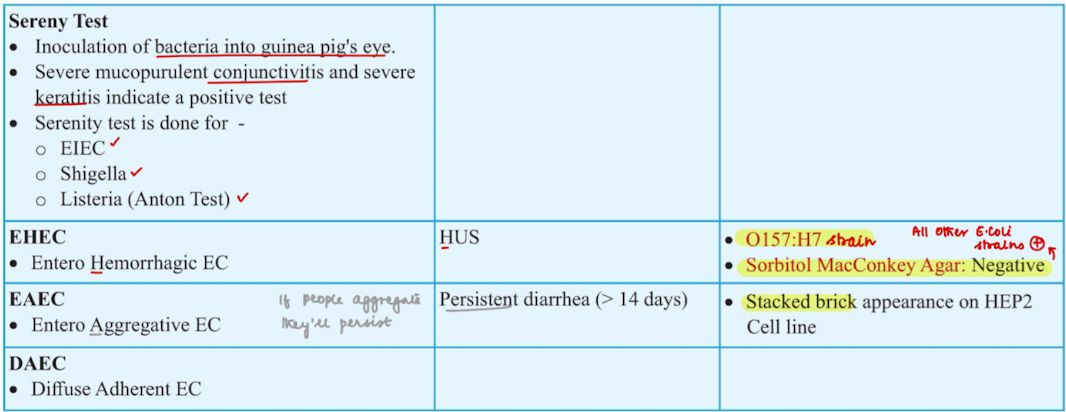 Sereny Test
• Inoculation of bacteria into guinea pig's eye.
• Severe mucopurulent conjunctivitis and severe
keratitis indicate a positive test
• Serenity test is done for -
o EIEC ✓
o Shigella ✓
o Listeria (Anton Test) ✓
EHEC
• Entero Hemorrhagic EC
HUS
• O157:H7 strain
All other E.coli
strains ⊕
• Sorbitol MacConkey Agar: Negative
EAEC
• Entero Aggregative EC
If people aggregate
they'll persist
Persistent diarrhea (> 14 days)
• Stacked brick appearance on HEP2
Cell line
DAEC
• Diffuse Adherent EC